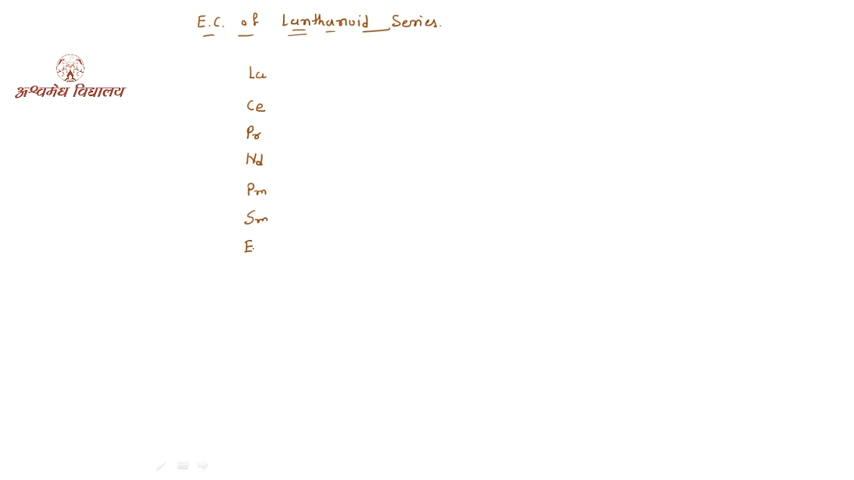 E.C. of Lanthanoid Series.
अश्वमेध विद्यालय
La
Ce
Pr
Nd
Pm
Sm
E